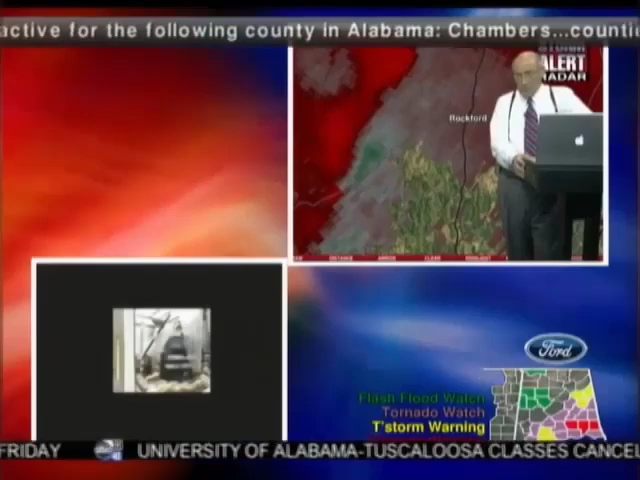 active for the following county in Alabama: Chambers...countie
ALERT
RADAR
Rockford
Ford
Flash Flood Watch
Tornado Watch
T'storm Warning
FRIDAY UNIVERSITY OF ALABAMA-TUSCALOOSA CLASSES CANCEL